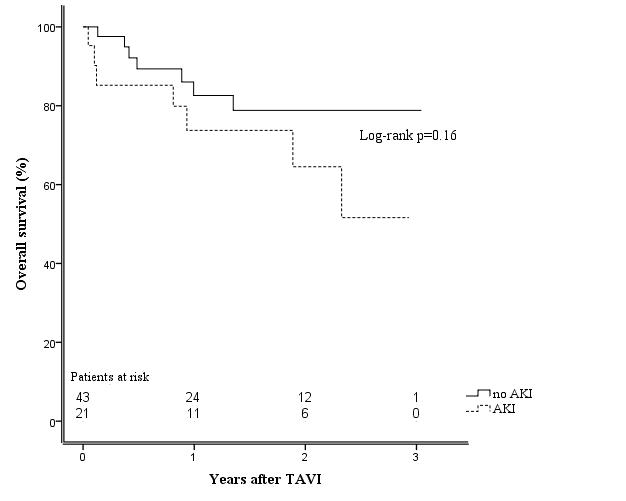 100
80
Log-rank p=0.16
60
Overall survival (%)
40
20
Patients at risk
43 24 12 1
no AKI
21 11 6 0
AKI
0
0 1 2 3
Years after TAVI